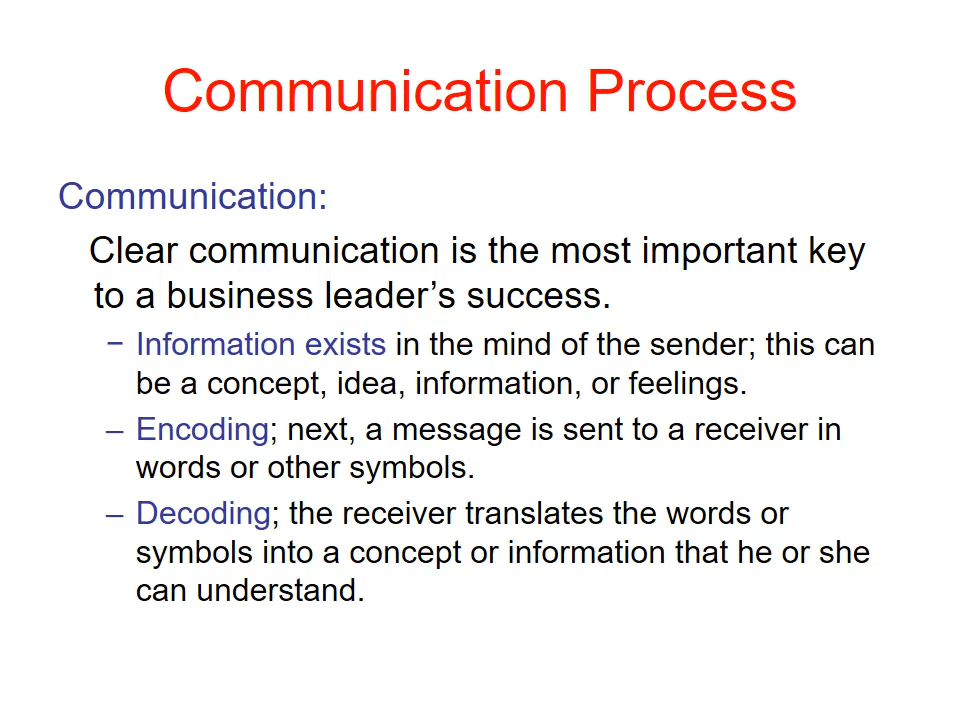 Communication Process
Communication:
Clear communication is the most important key
to a business leader’s success.
− Information exists in the mind of the sender; this can
be a concept, idea, information, or feelings.
– Encoding; next, a message is sent to a receiver in
words or other symbols.
– Decoding; the receiver translates the words or
symbols into a concept or information that he or she
can understand.